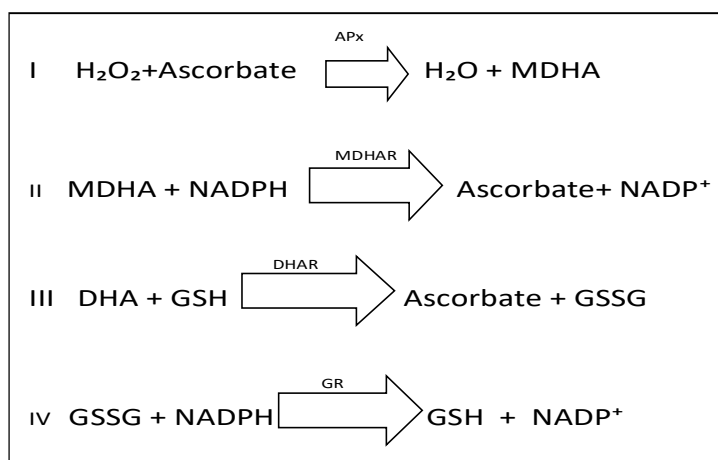 APx
I H₂O₂+Ascorbate H₂O + MDHA
MDHAR
II MDHA + NADPH Ascorbate+ NADP⁺
DHAR
III DHA + GSH Ascorbate + GSSG
GR
IV GSSG + NADPH GSH + NADP⁺